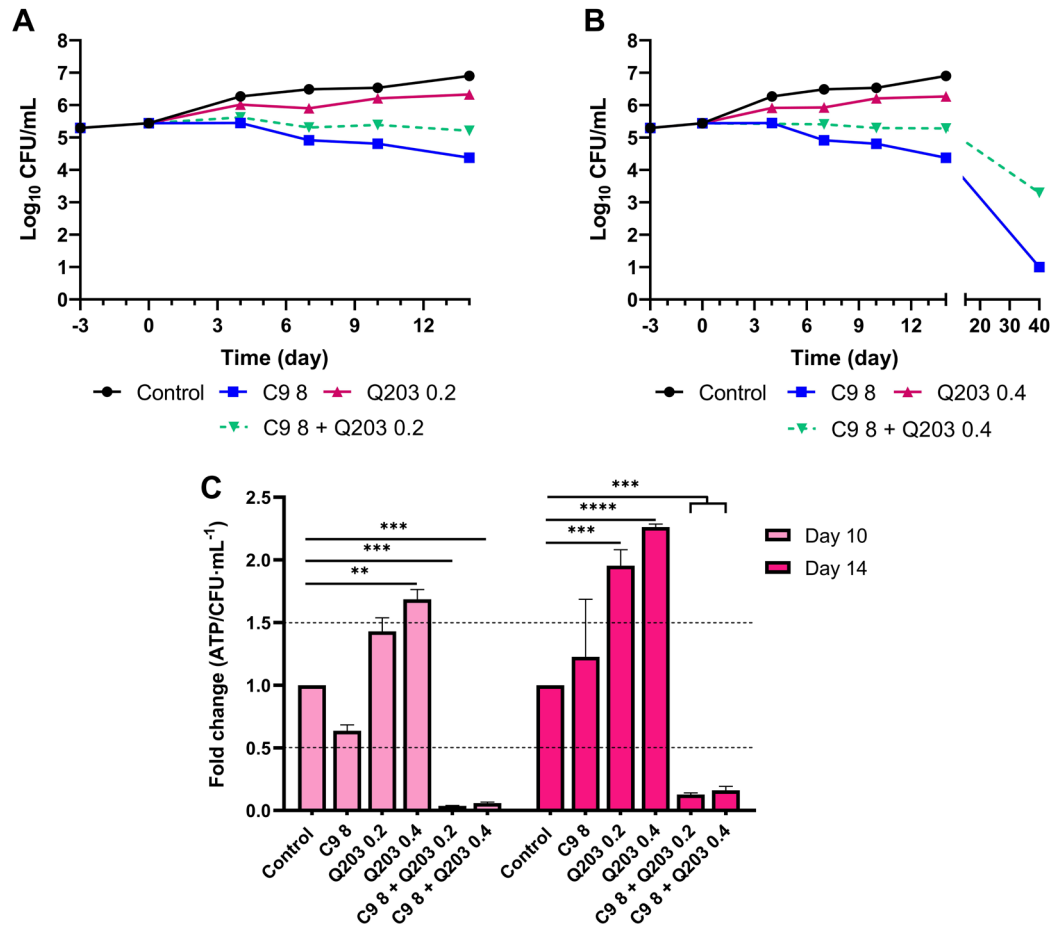 A
8
7
6
5
4
3
2
1
0
Log10 CFU/mL
-3 0 3 6 9 12
Time (day)
Control C9 8 Q203 0.2
C9 8 + Q203 0.2
B
8
7
6
5
4
3
2
1
0
Log10 CFU/mL
-3 0 3 6 9 12 20 30 40
Time (day)
Control C9 8 Q203 0.4
C9 8 + Q203 0.4
C
2.5
2.0
1.5
1.0
0.5
0.0
Fold change (ATP/CFU·mL-1)
***
***
**
***
****
***
Day 10
Day 14
Control
C9 8
Q203 0.2
Q203 0.4
C9 8 + Q203 0.2
C9 8 + Q203 0.4
Control
C9 8
Q203 0.2
Q203 0.4
C9 8 + Q203 0.2
C9 8 + Q203 0.4